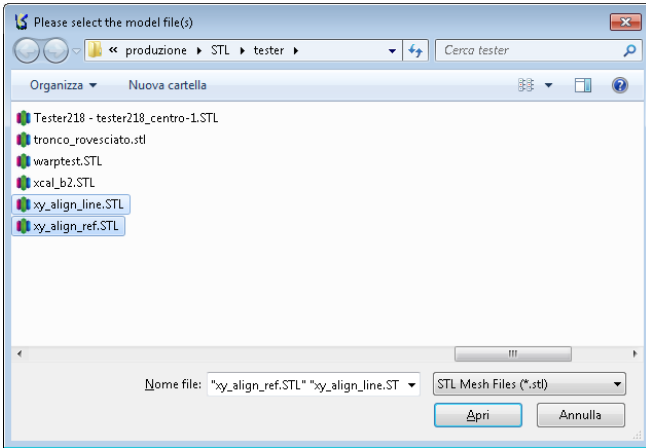 Please select the model file(s)
« produzione STL tester
Cerca tester
Organizza Nuova cartella
Tester218 - tester218_centro-1.STL
tronco_rovesciato.stl
warptest.STL
xcal_b2.STL
xy_align_line.STL
xy_align_ref.STL
Nome file: "xy_align_ref.STL" "xy_align_line.ST STL Mesh Files (*.stl)
Apri Annulla